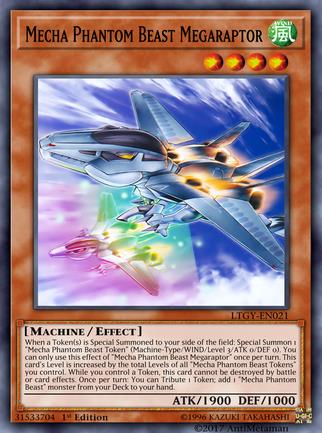 Mecha Phantom Beast Megaraptor
WIND
風
LTGY-EN021
[Machine / Effect]
When a Token(s) is Special Summoned to your side of the field: Special Summon 1
"Mecha Phantom Beast Token" (Machine-Type/WIND/Level 3/ATK 0/DEF 0). You
can only use this effect of "Mecha Phantom Beast Megaraptor" once per turn. This
card's Level is increased by the total Levels of all "Mecha Phantom Beast Tokens"
you control. While you control a Token, this card cannot be destroyed by battle
or card effects. Once per turn: You can Tribute 1 Token; add 1 "Mecha Phantom
Beast" monster from your Deck to your hand.
ATK/1900 DEF/1000
31533704 1st Edition ©1996 KAZUKI TAKAHASHI
©2017 AntiMetaman